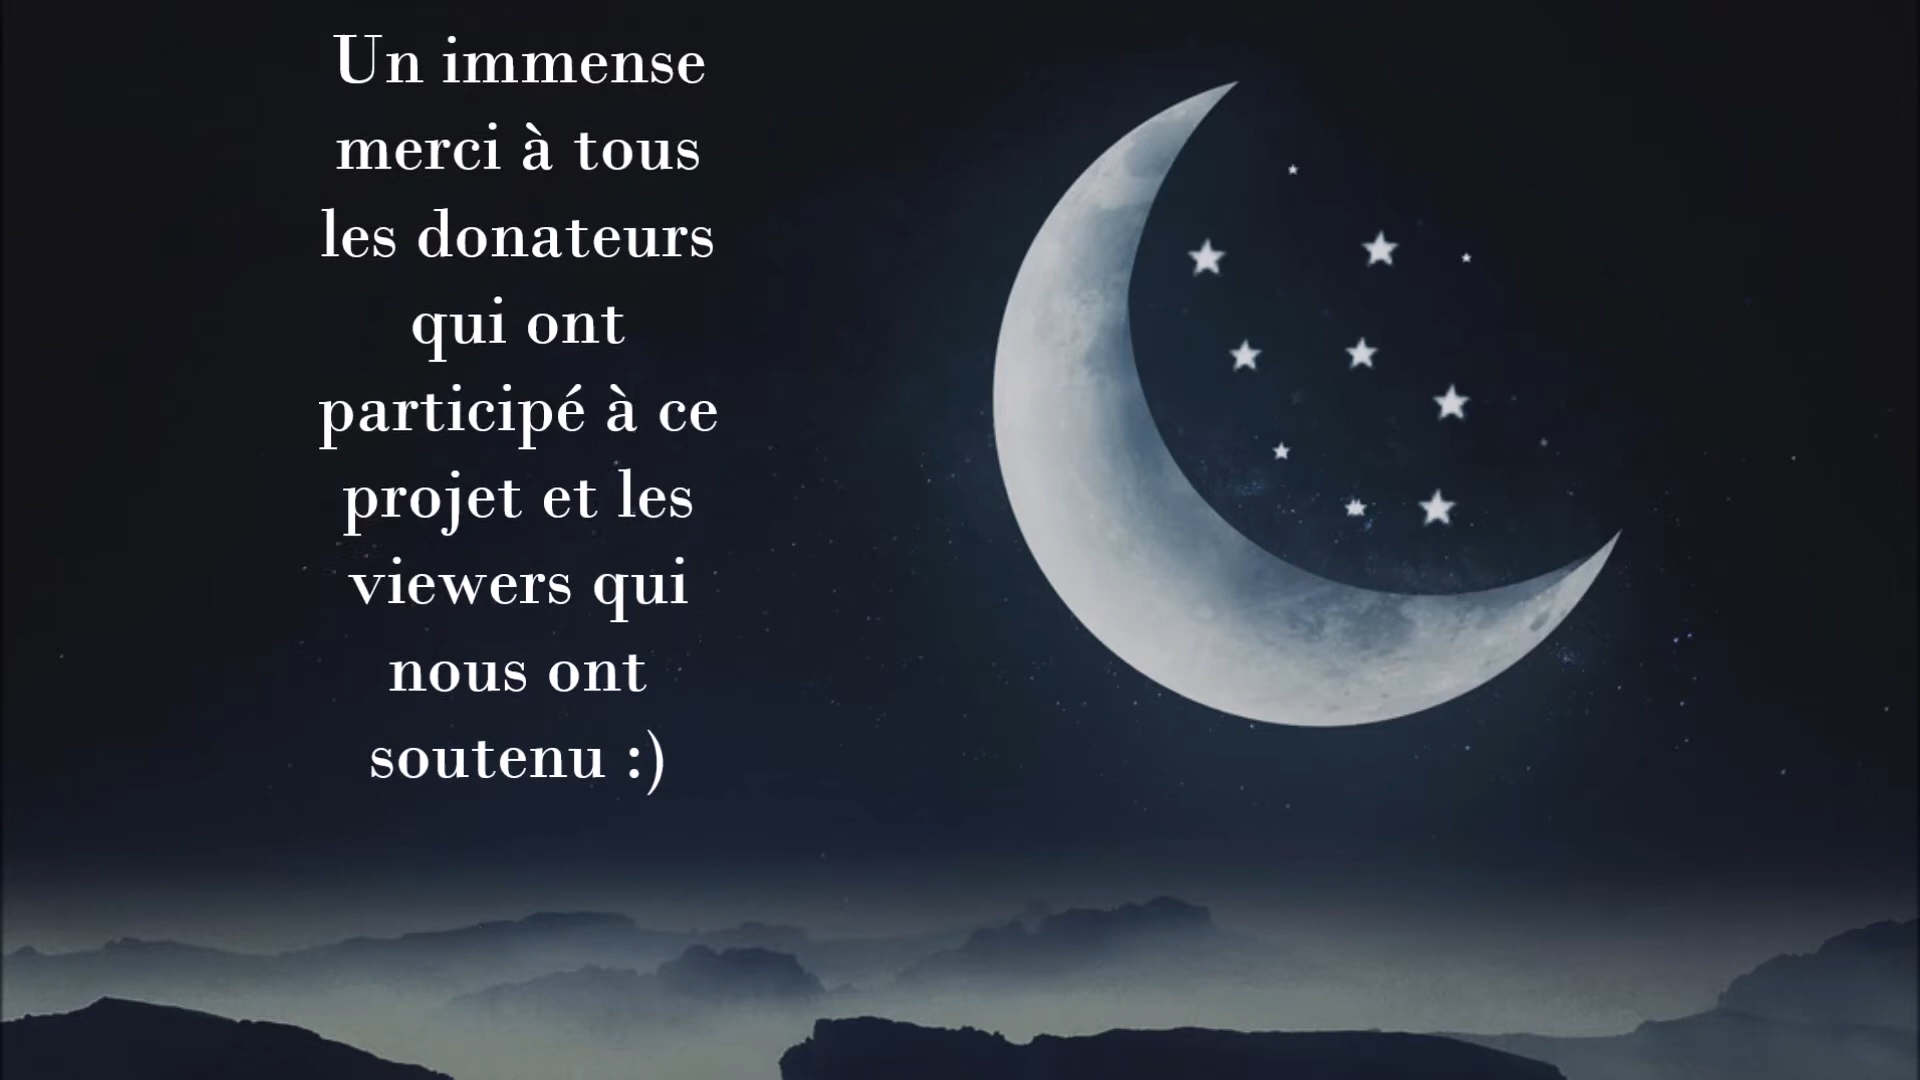 Un immense
merci à tous
les donateurs
qui ont
participé à ce
projet et les
viewers qui
nous ont
soutenu :)